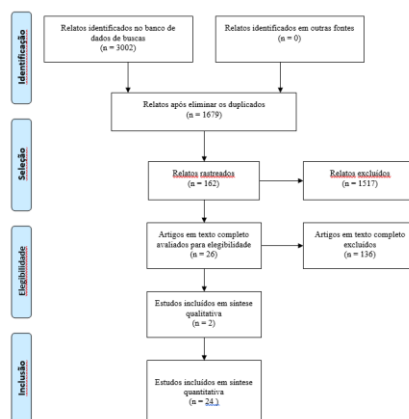 Identificação
Relatos identificados no banco de
dados de buscas
(n = 3002)
Relatos identificados em outras fontes
(n = 0)
Relatos após eliminar os duplicados
(n = 1679)
Seleção
Relatos rastreados
(n = 162)
Relatos excluídos
(n = 1517)
Elegibilidade
Artigos em texto completo
avaliados para elegibilidade
(n = 26)
Artigos em texto completo
excluídos
(n = 136)
Estudos incluídos em síntese
qualitativa
(n = 2)
Inclusão
Estudos incluídos em síntese
quantitativa
(n = 24 )